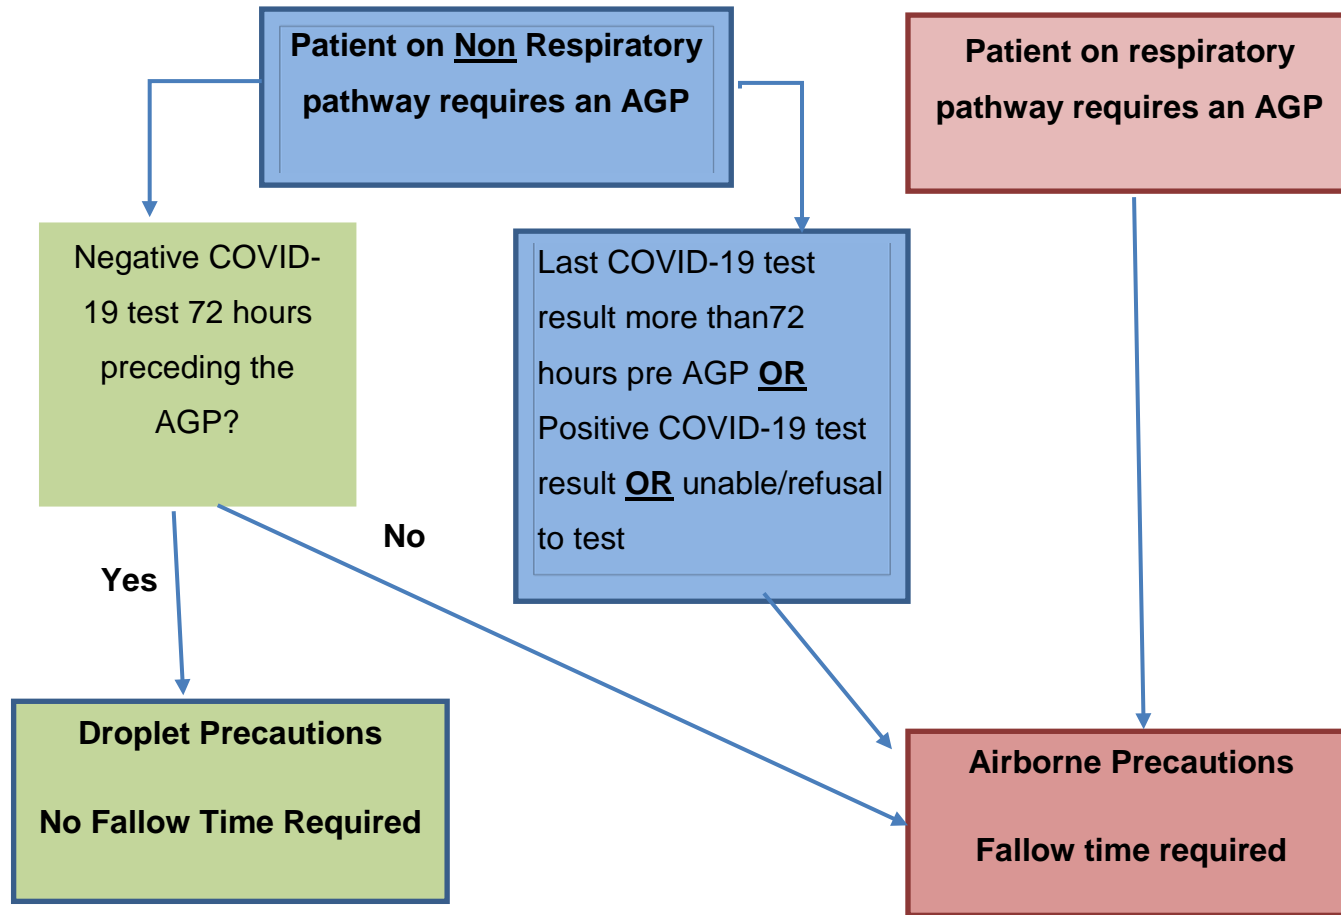 Patient on Non Respiratory
pathway requires an AGP
Patient on respiratory
pathway requires an AGP
Negative COVID-
19 test 72 hours
preceding the
AGP?
Last COVID-19 test
result more than72
hours pre AGP OR
Positive COVID-19 test
result OR unable/refusal
to test
No
Yes
Droplet Precautions
No Fallow Time Required
Airborne Precautions
Fallow time required